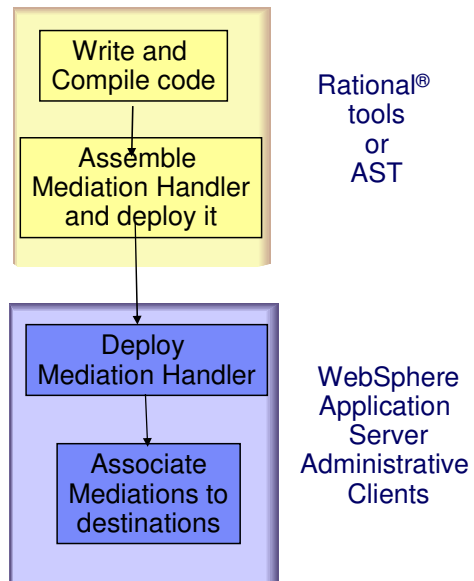 Write and
Compile code
Rational®
tools
or
AST
Assemble
Mediation Handler
and deploy it
Deploy
Mediation Handler
WebSphere
Application
Server
Administrative
Clients
Associate
Mediations to
destinations